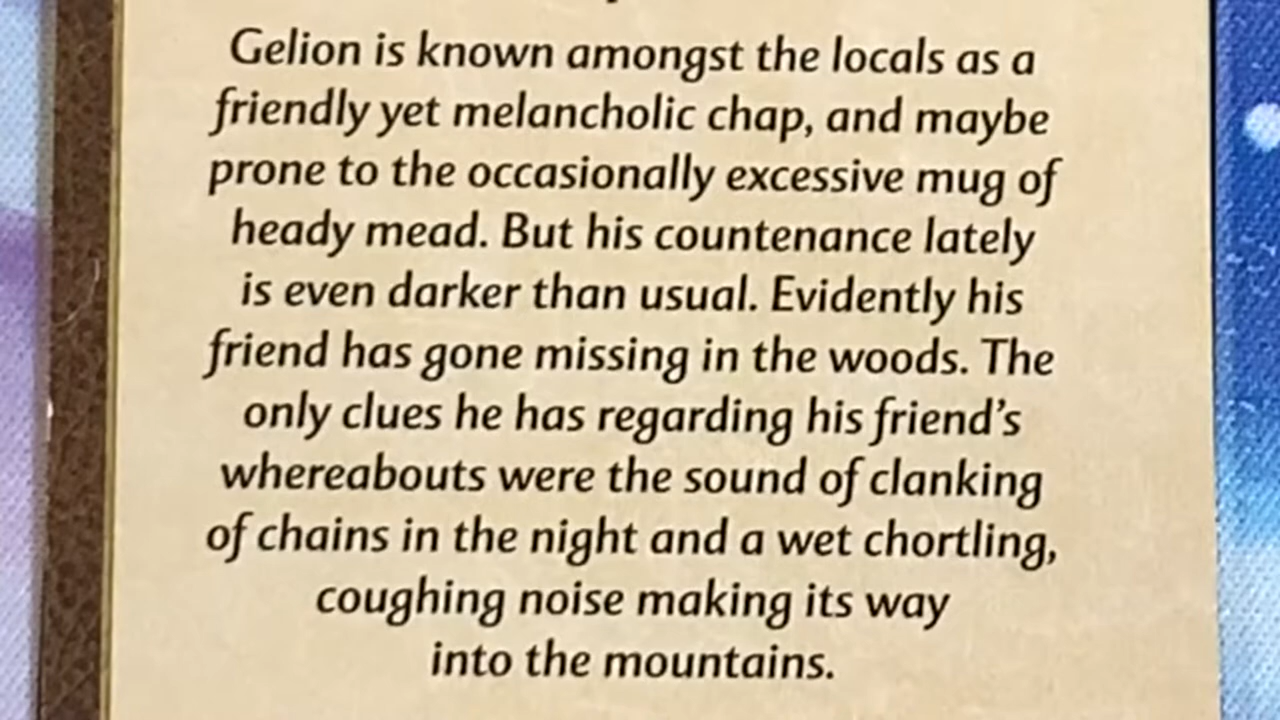 Gelion is known amongst the locals as a
friendly yet melancholic chap, and maybe
prone to the occasionally excessive mug of
heady mead. But his countenance lately
is even darker than usual. Evidently his
friend has gone missing in the woods. The
only clues he has regarding his friend’s
whereabouts were the sound of clanking
of chains in the night and a wet chortling,
coughing noise making its way
into the mountains.